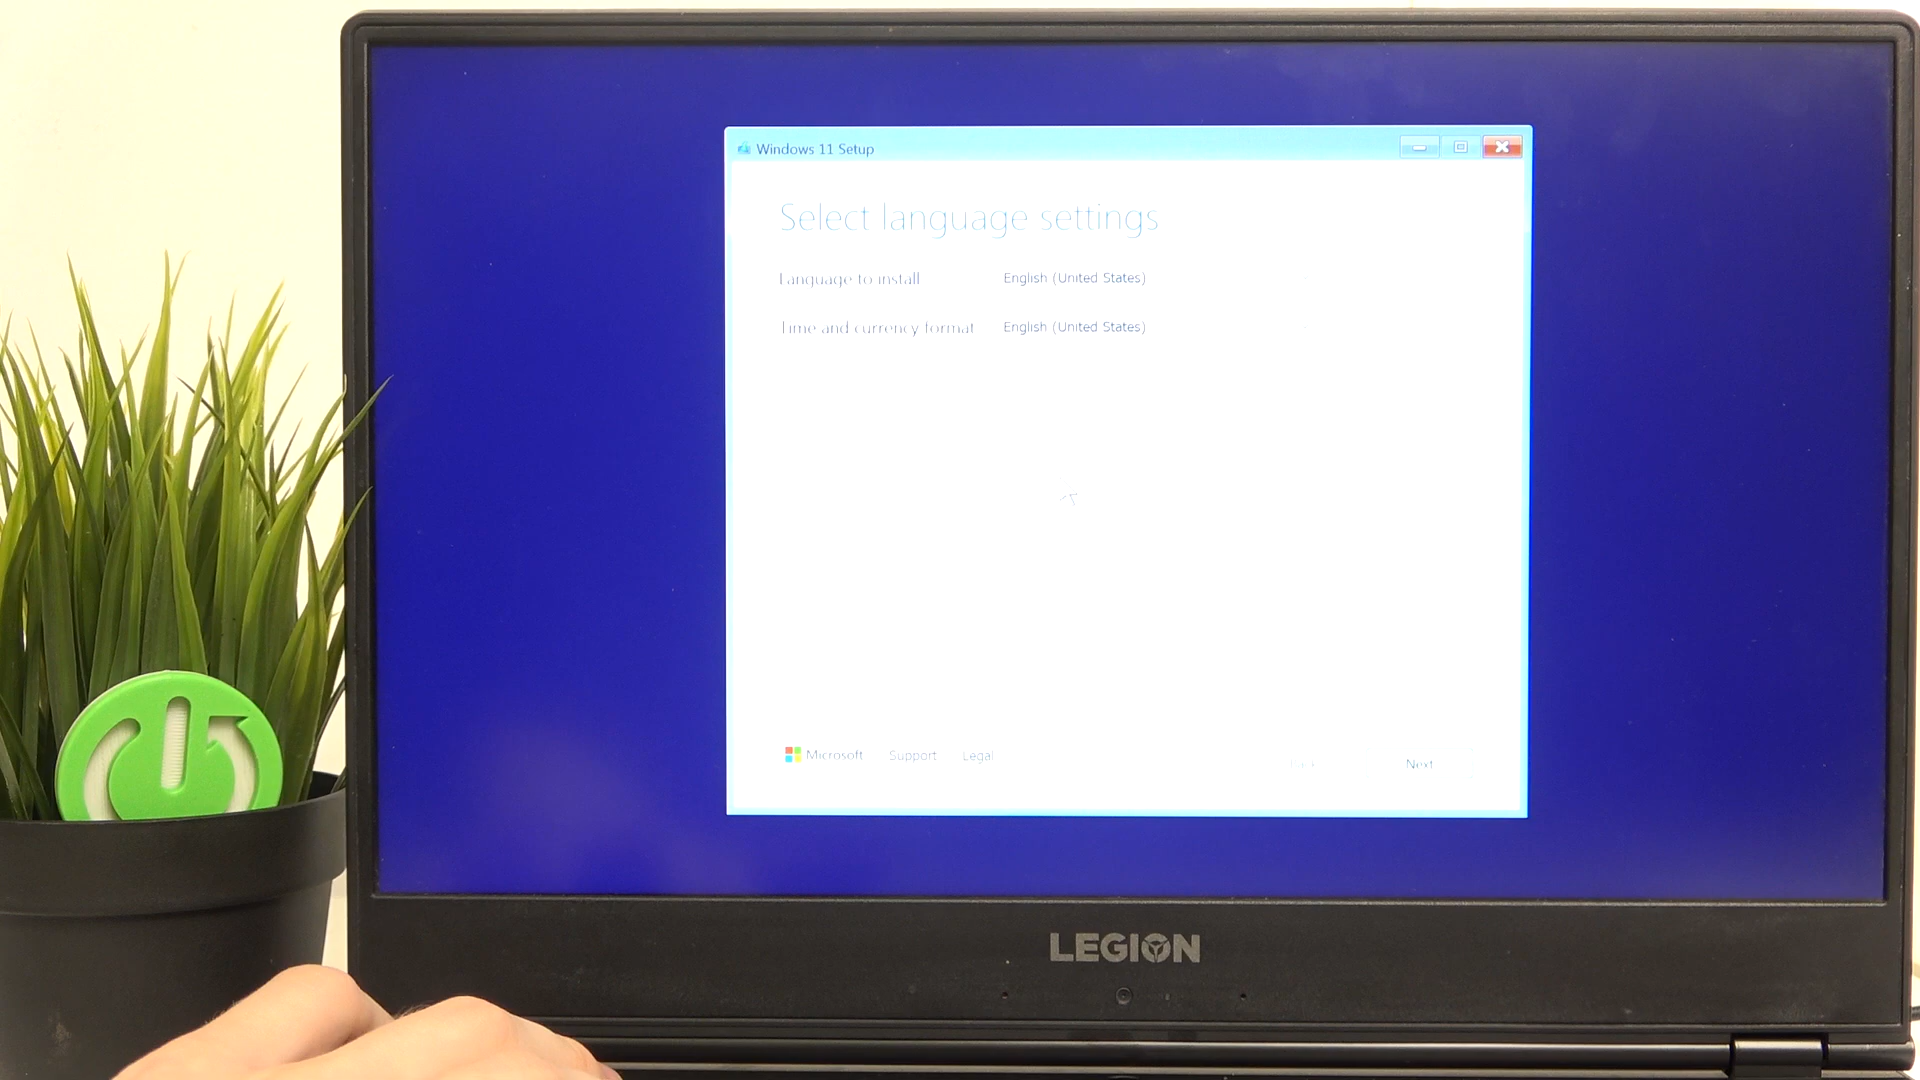 Windows 11 Setup
Select language settings
Language to install English (United States)
Time and currency format English (United States)
Microsoft Support Legal Back Next
LEGION